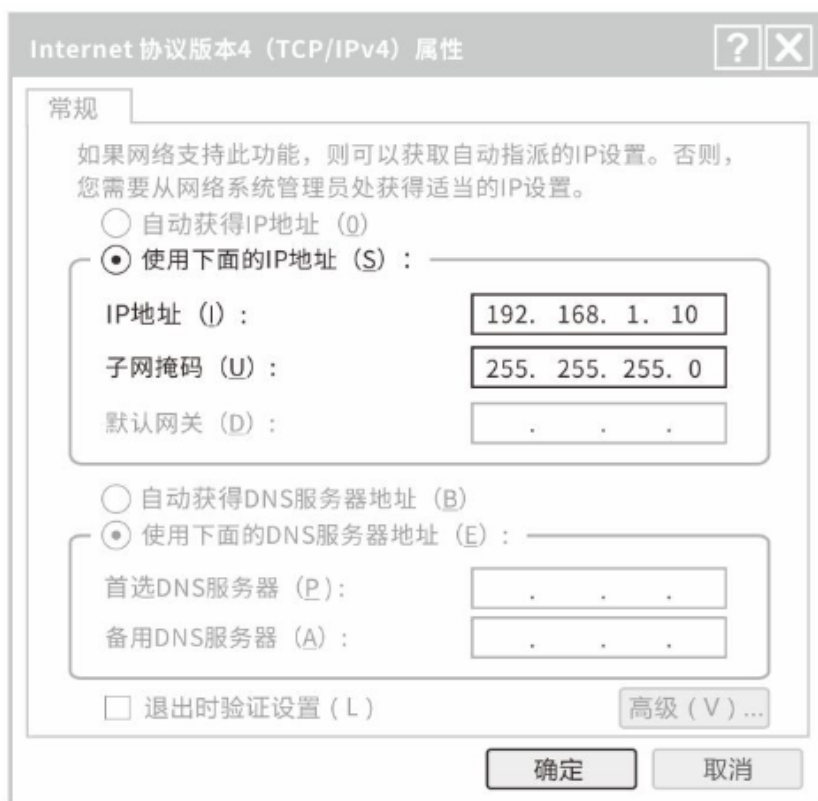 Internet 协议版本4（TCP/IPv4）属性
常规
如果网络支持此功能，则可以获取自动指派的IP设置。否则，
您需要从网络系统管理员处获得适当的IP设置。
自动获得IP地址（0）
使用下面的IP地址（S）：
IP地址（I）： 192. 168. 1. 10
子网掩码（U）： 255. 255. 255. 0
默认网关（D）： . . .
自动获得DNS服务器地址（B）
使用下面的DNS服务器地址（E）：
首选DNS服务器（P）： . . .
备用DNS服务器（A）： . . .
退出时验证设置（L） 高级（V）...
确定 取消